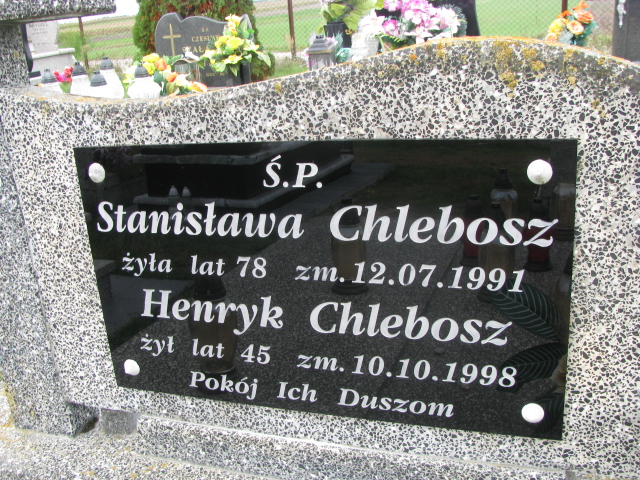 Ś.P.
Stanisława Chlebosz
żyła lat 78 zm. 12.07.1991
Henryk Chlebosz
żył lat 45 zm. 10.10.1998
Pokój Ich Duszom